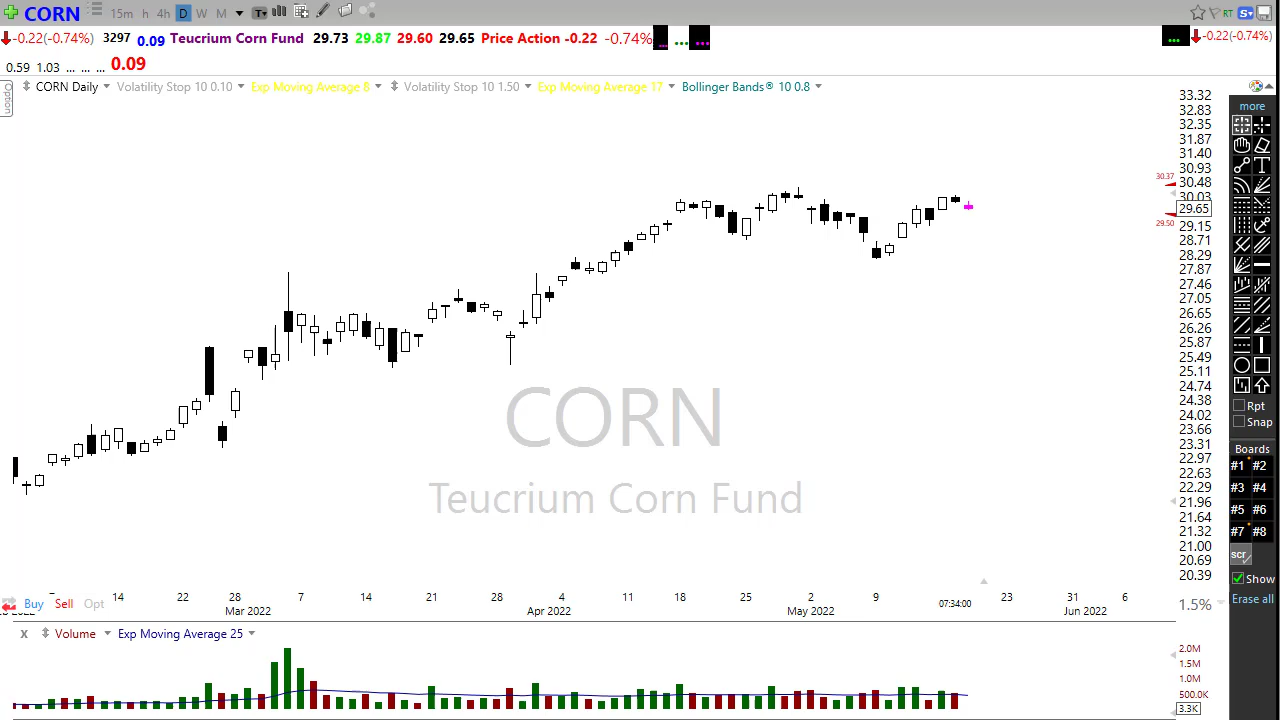 CORN 15m h 4h D W M T RT S
-0.22(-0.74%) 3297 0.09 Teucrium Corn Fund 29.73 29.87 29.60 29.65 Price Action -0.22 -0.74% ... ... ... ... -0.22(-0.74%)
0.59 1.03 ... ... ... 0.09
Option
CORN Daily Volatility Stop 10 0.10 Exp Moving Average 8 Volatility Stop 10 1.50 Exp Moving Average 17 Bollinger Bands® 10 0.8
33.32
32.83
32.35
31.87
31.40
30.93
30.48
30.03
29.65
29.15
28.71
28.29
27.87
27.46
27.05
26.65
26.26
25.87
25.49
25.11
24.74
24.38
24.02
23.66
23.31
22.97
22.63
22.29
21.96
21.64
21.32
21.00
20.69
20.39
30.37
29.50
more
T
Rpt
Snap
Boards
#1 #2
#3 #4
#5 #6
#7 #8
scr
Show
Erase all
CORN
Teucrium Corn Fund
14 22 28 7 14 21 28 4 11 18 25 2 9 07:34:00 23 31 6
Mar 2022 Apr 2022 May 2022 Jun 2022
Buy Sell Opt
1.5%
x Volume Exp Moving Average 25
2.0M
1.5M
1.0M
500.0K
3.3K